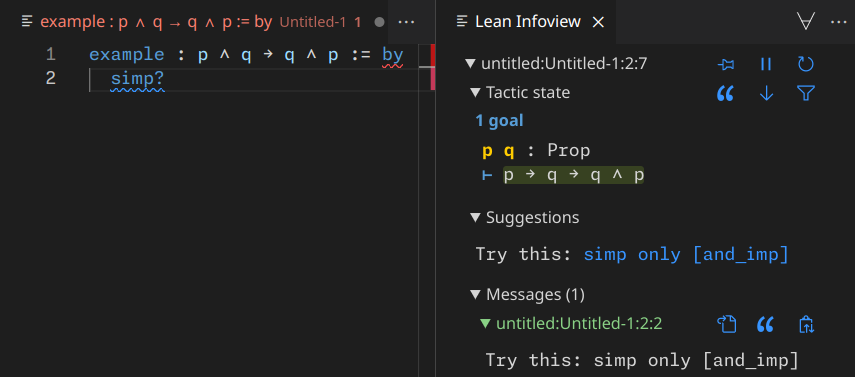 example : p ∧ q → q ∧ p := by Untitled-1 1
1 example : p ∧ q → q ∧ p := by
2 simp?
Lean Infoview
untitled:Untitled-1:2:7
Tactic state
1 goal
p q : Prop
⊢ p → q → q ∧ p
Suggestions
Try this: simp only [and_imp]
Messages (1)
untitled:Untitled-1:2:2
Try this: simp only [and_imp]